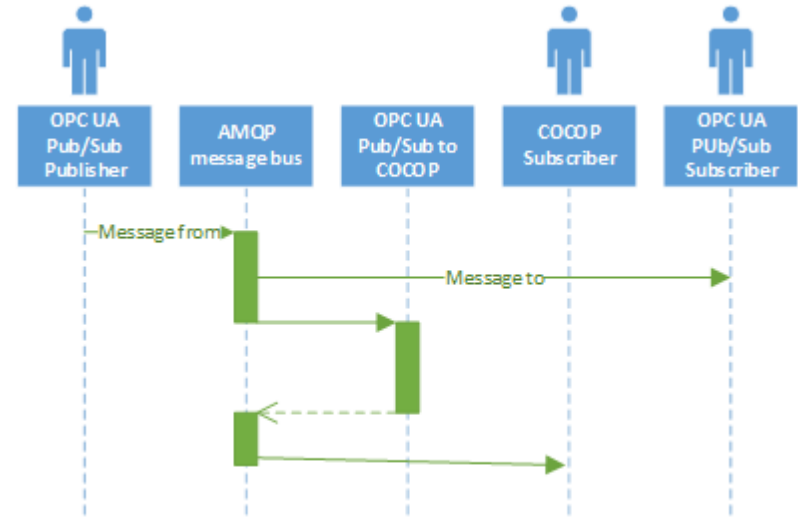 OPC UA
Pub/Sub
Publisher
AMQP
message bus
OPC UA
Pub/Sub to
COCOP
COCOP
Subscriber
OPC UA
PUb/Sub
Subscriber
Message from
Message to